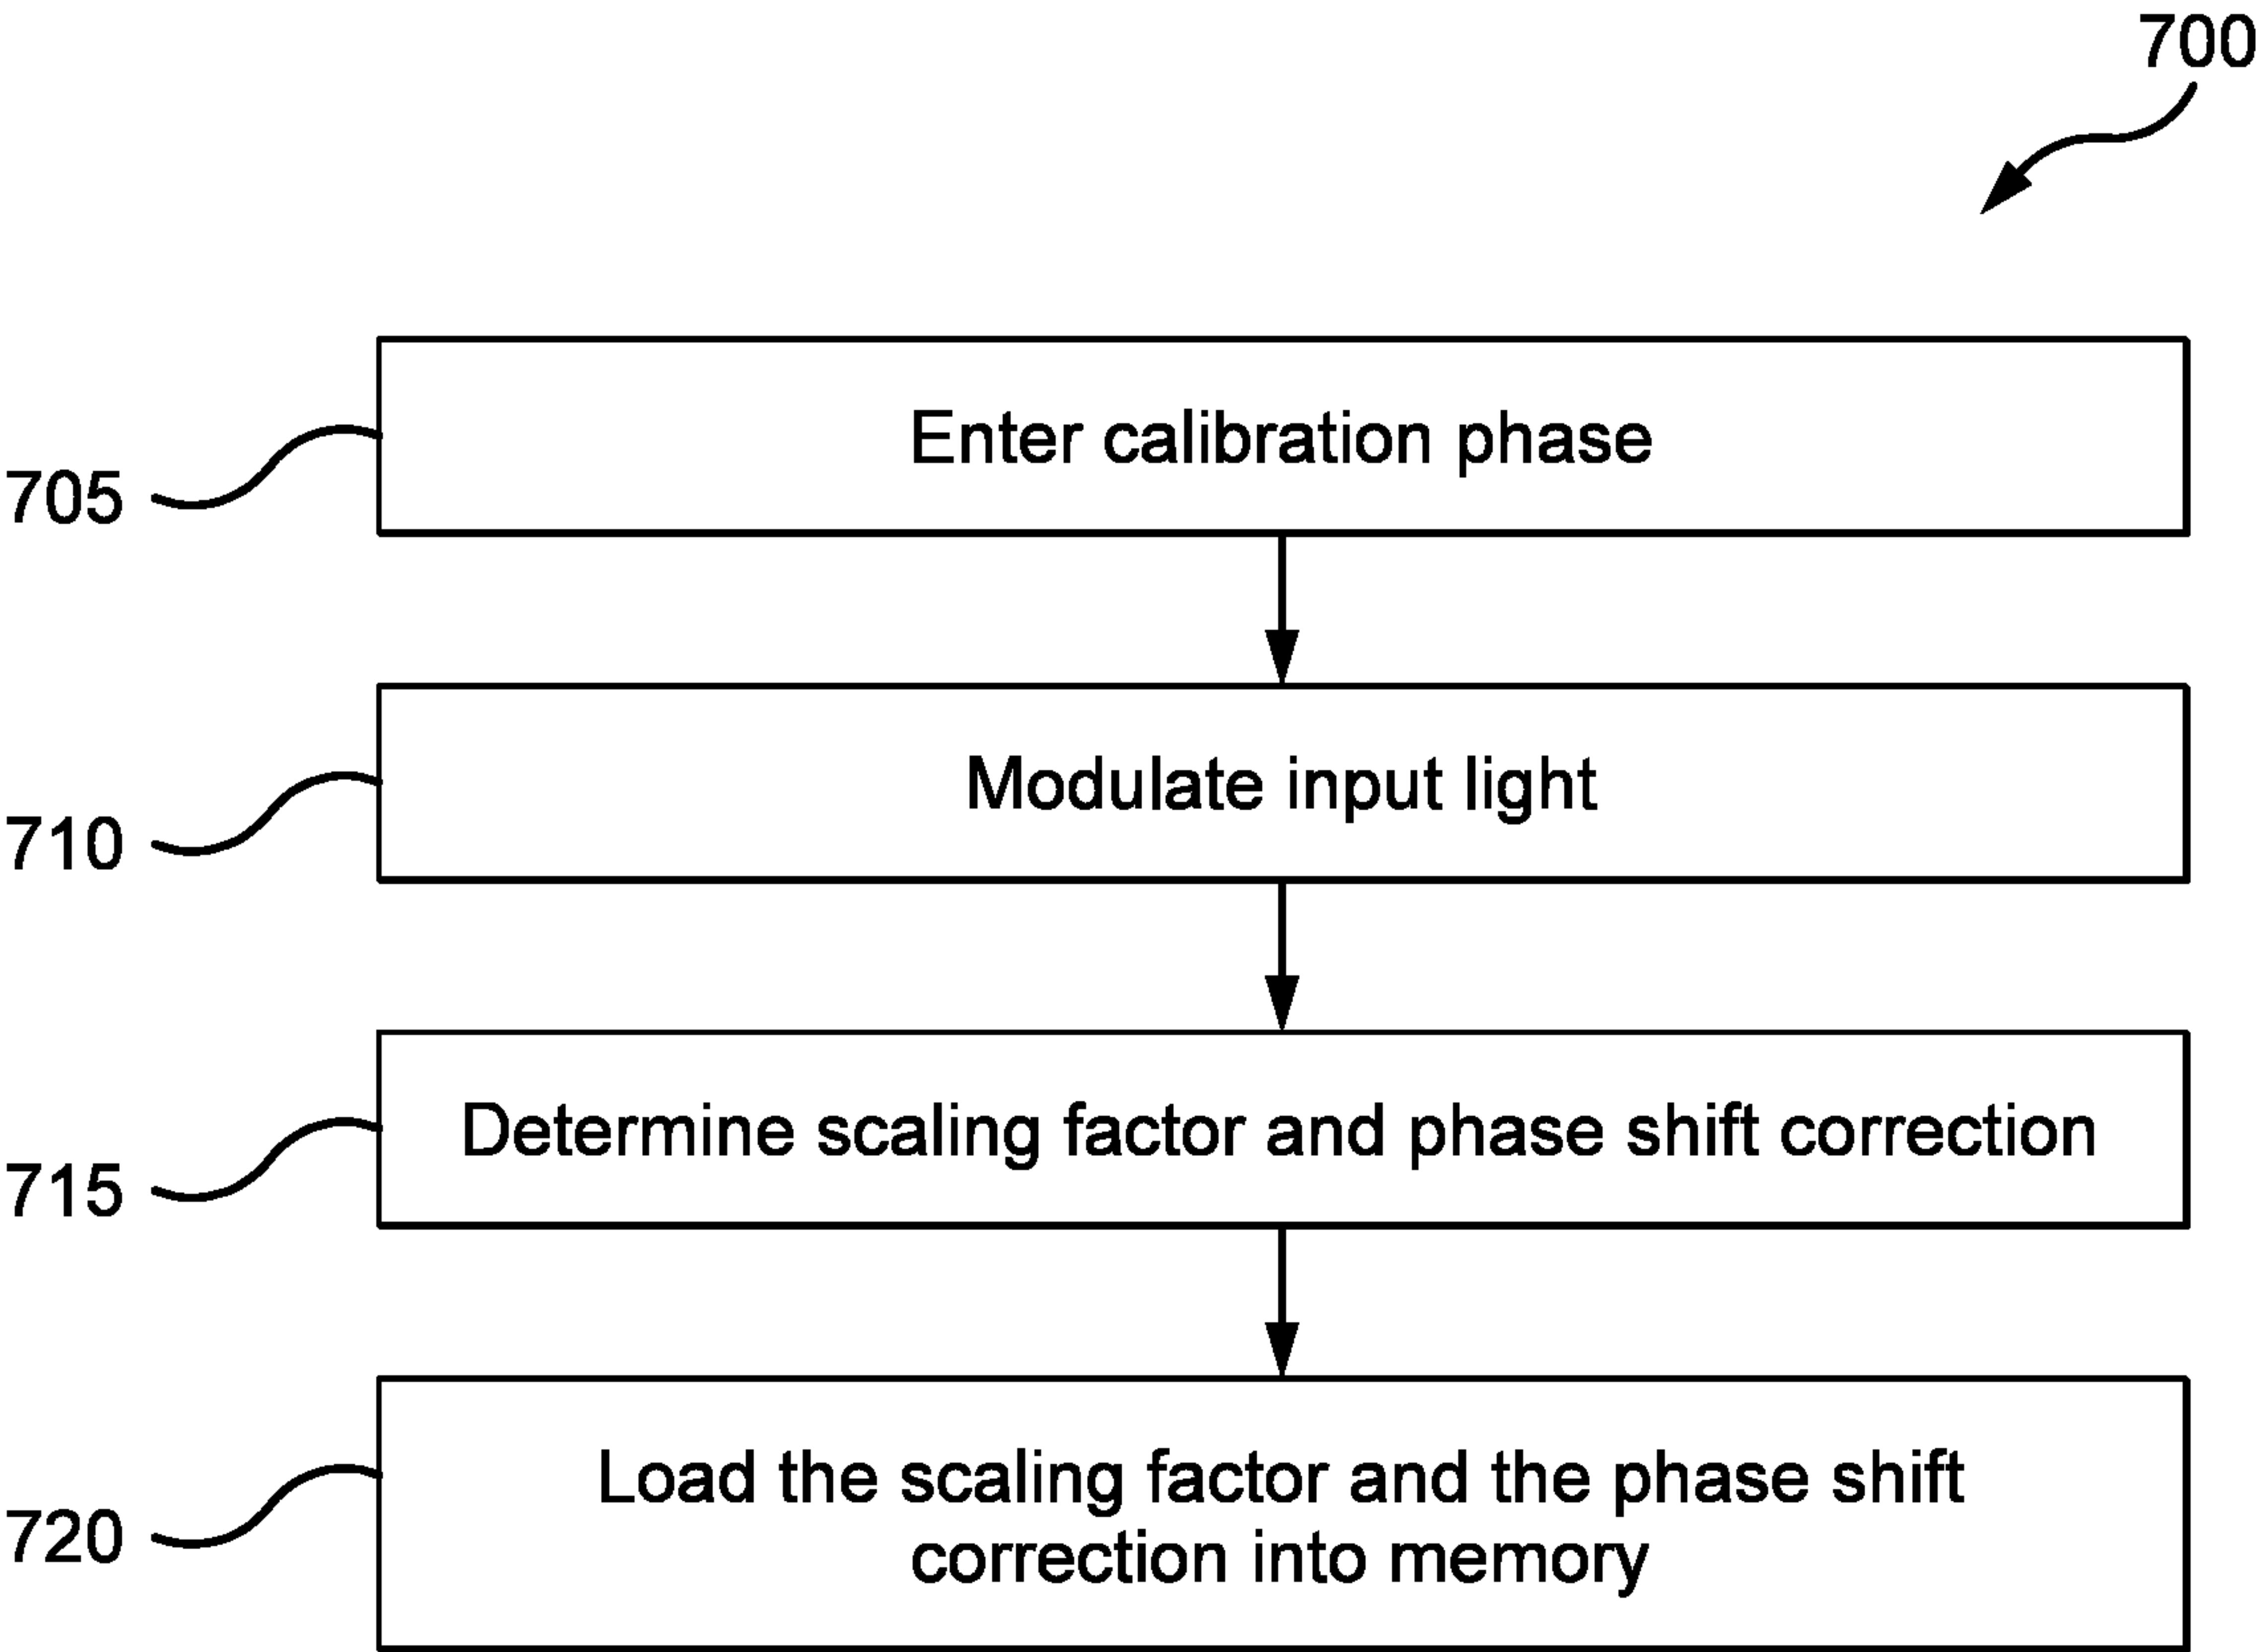 700
Enter calibration phase
705
Modulate input light
710
Determine scaling factor and phase shift correction
715
Load the scaling factor and the phase shift
correction into memory
720